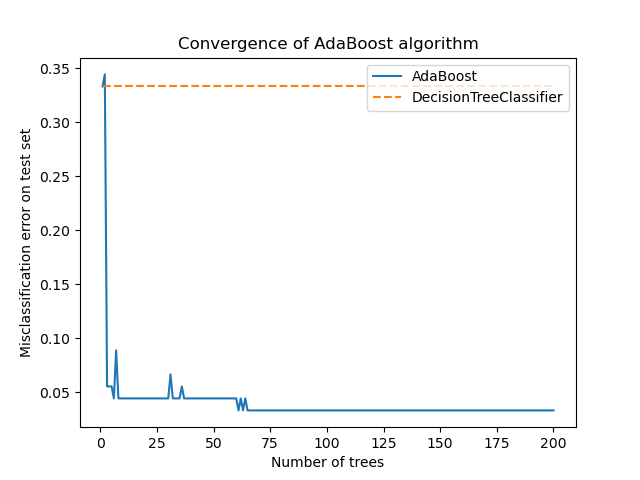 Convergence of AdaBoost algorithm
AdaBoost
DecisionTreeClassifier
Misclassification error on test set
0.35
0.30
0.25
0.20
0.15
0.10
0.05
0 25 50 75 100 125 150 175 200
Number of trees